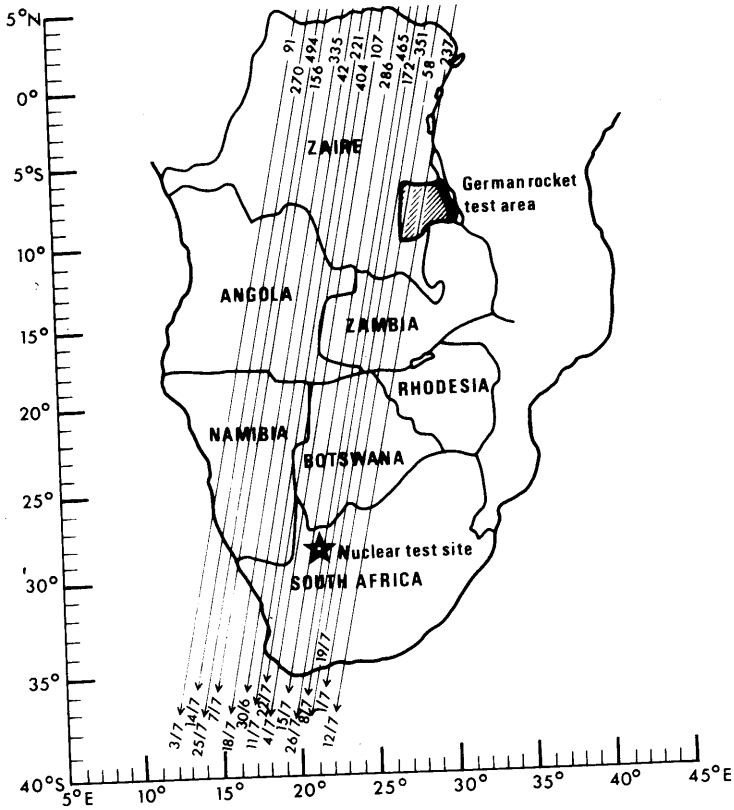 5°N
0°
5°S
10°
15°
20°
25°
30°
35°
40°S
91
270
494
156
335
42
221
404
107
286
465
172
351
58
237
ZAIRE
German rocket
test area
ANGOLA
ZAMBIA
RHODESIA
NAMIBIA
BOTSWANA
Nuclear test site
SOUTH AFRICA
3/7
14/7
25/7
7/7
18/7
30/6
11/7
22/7
4/7
15/7
26/7
8/7
19/7
1/7
12/7
5°E
10°
15°
20°
25°
30°
35°
40°
45°E